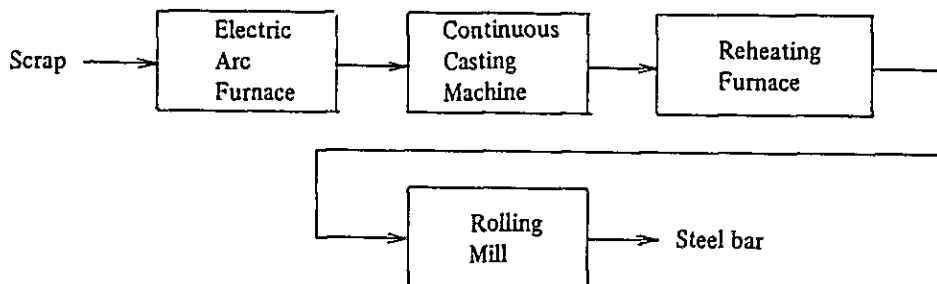 Scrap
Electric
Arc
Furnace
Continuous
Casting
Machine
Reheating
Furnace
Rolling
Mill
Steel bar